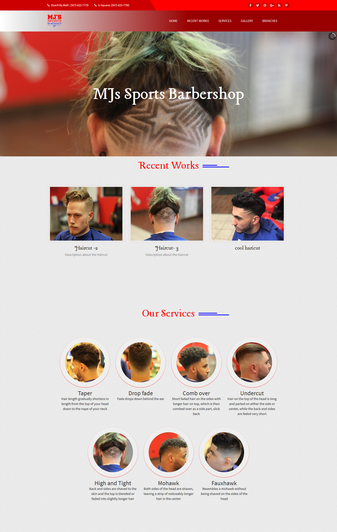 MJ'S
HOME RECENT WORKS SERVICES GALLERY BRANCHES
MJs Sports Barbershop
Recent Works
Haircut -2
Haircut- 3
cool haricut
Description about the haircut
Description about the haircut
Our Services
Taper
Hair length gradually shortens in
length from the top of your head
down to the nape of your neck
Drop fade
Fade drops down behind the ear
Comb over
Short faded hair on the sides with
longer hair on top, which is then
combed over as a side part, slick
back
Undercut
Hair on the top of the head is long
and parted on either the side or
center, while the back and sides
are faded very short
High and Tight
Back and sides are shaved to the
skin and the top is blended or
faded into slightly longer hair
Mohawk
Both sides of the head are shaven,
leaving a strip of noticeably longer
hair in the center
Fauxhawk
Resembles a mohawk without
being shaved on the sides of the
head